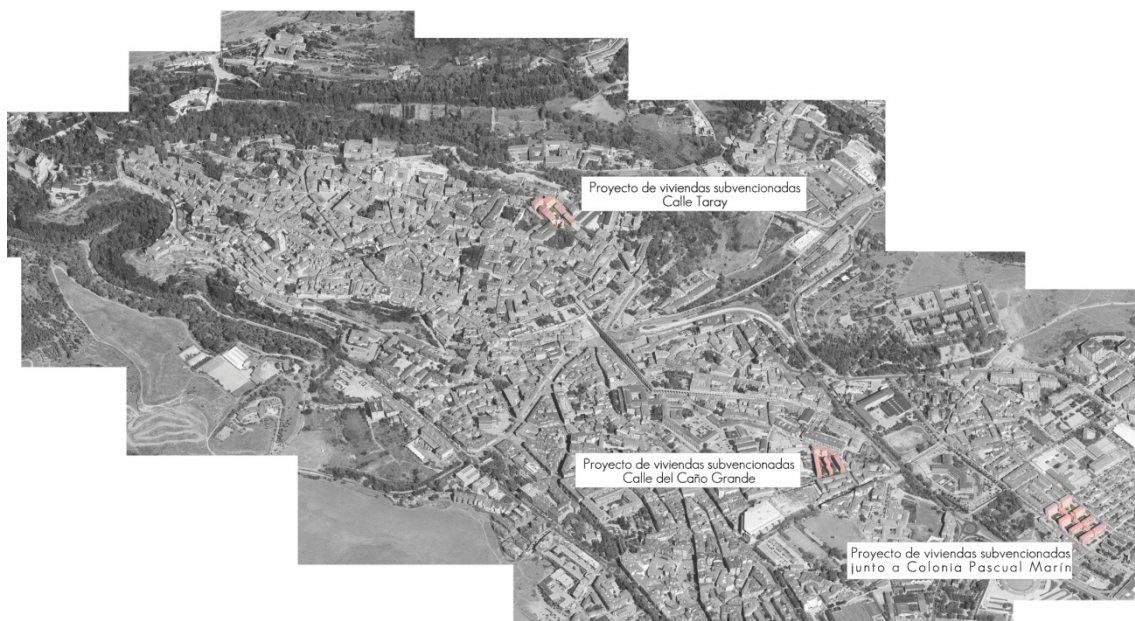 Proyecto de viviendas subvencionadas
Calle Taray
Proyecto de viviendas subvencionadas
Calle del Caño Grande
Proyecto de viviendas subvencionadas
junto a Colonia Pascual Marín